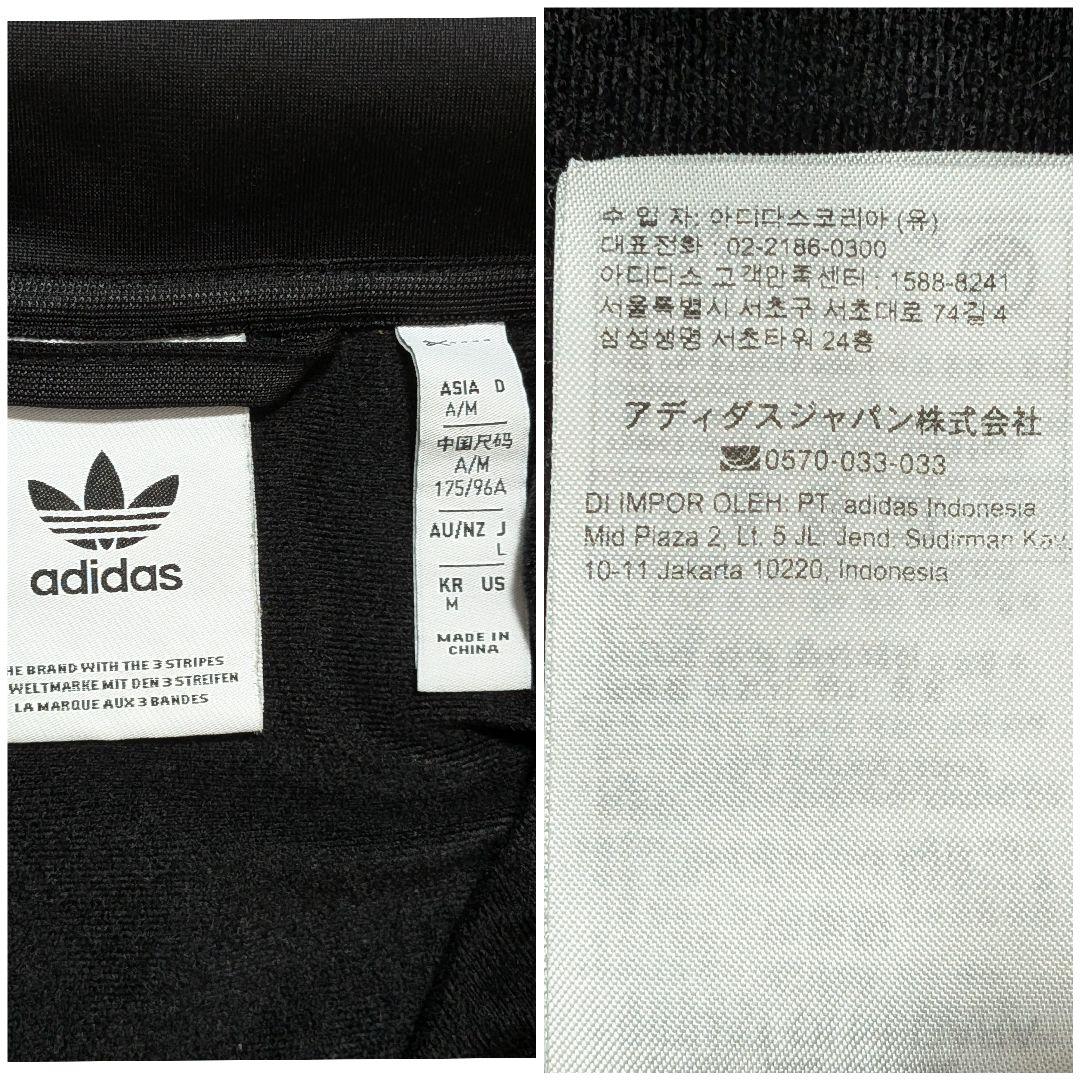 adidas
HE BRAND WITH THE 3 STRIPES
WELTMARKE MIT DEN 3 STREIFEN
LA MARQUE AUX 3 BANDES
ASIA D
A/M
中国尺码
A/M
175/96A
AU/NZ J
L
KR US
M
MADE IN
CHINA
수 입 자: 아디다스코리아 (유)
대표전화 : 02-2186-0300
아디다스 고객만족센터 : 1588-8241
서울특별시 서초구 서초대로 74길 4
삼성생명 서초타워 24층
アディダスジャパン株式会社
0570-033-033
DI IMPOR OLEH: PT. adidas Indonesia
Mid Plaza 2, Lt. 5 JL. Jend. Sudirman Kav.
10-11 Jakarta 10220, Indonesia